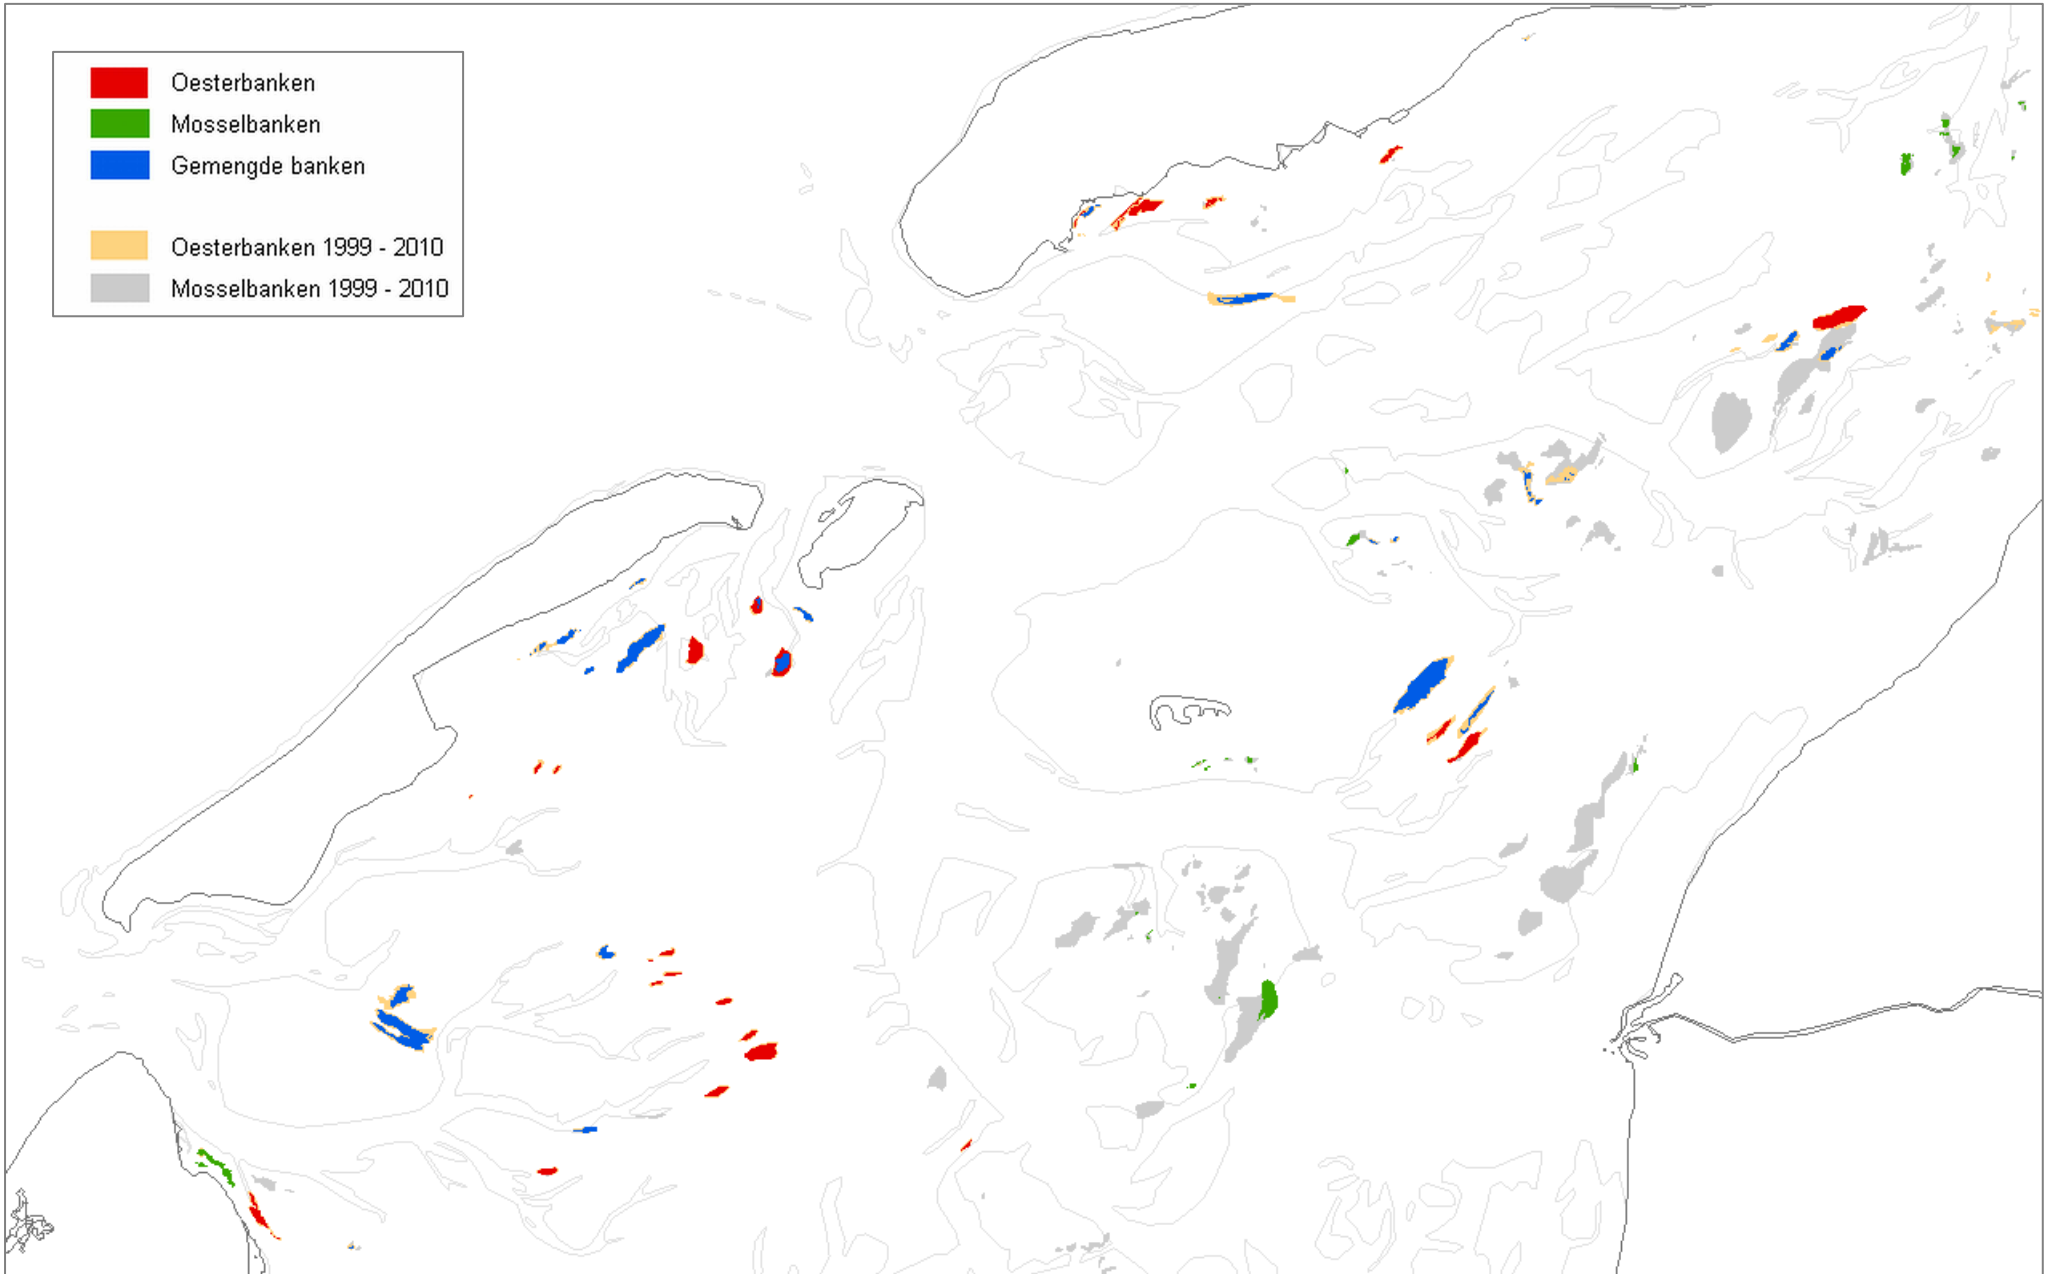 Oesterbanken
Mosselbanken
Gemengde banken
Oesterbanken 1999 - 2010
Mosselbanken 1999 - 2010